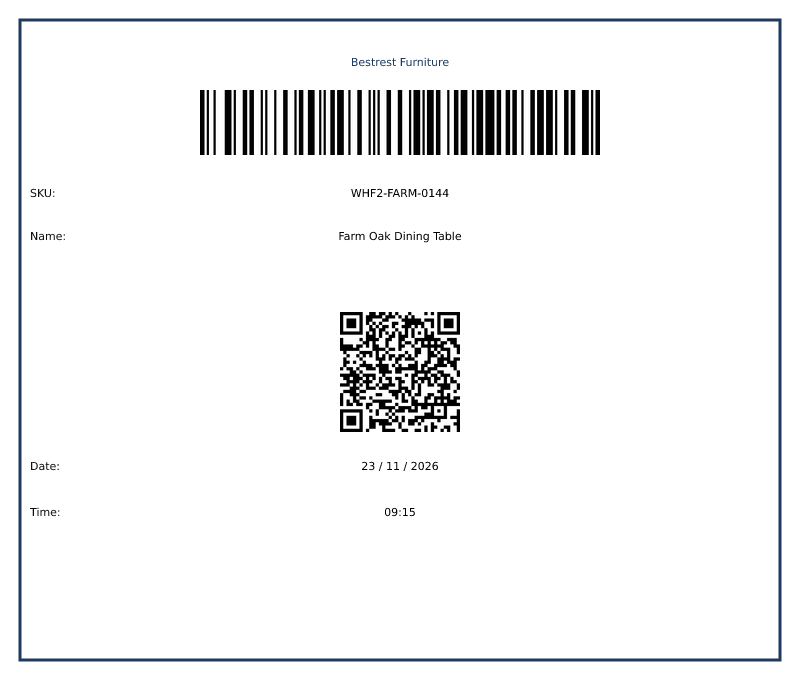 Bestrest Furniture
SKU: WHF2-FARM-0144
Name: Farm Oak Dining Table
Date: 23 / 11 / 2026
Time: 09:15